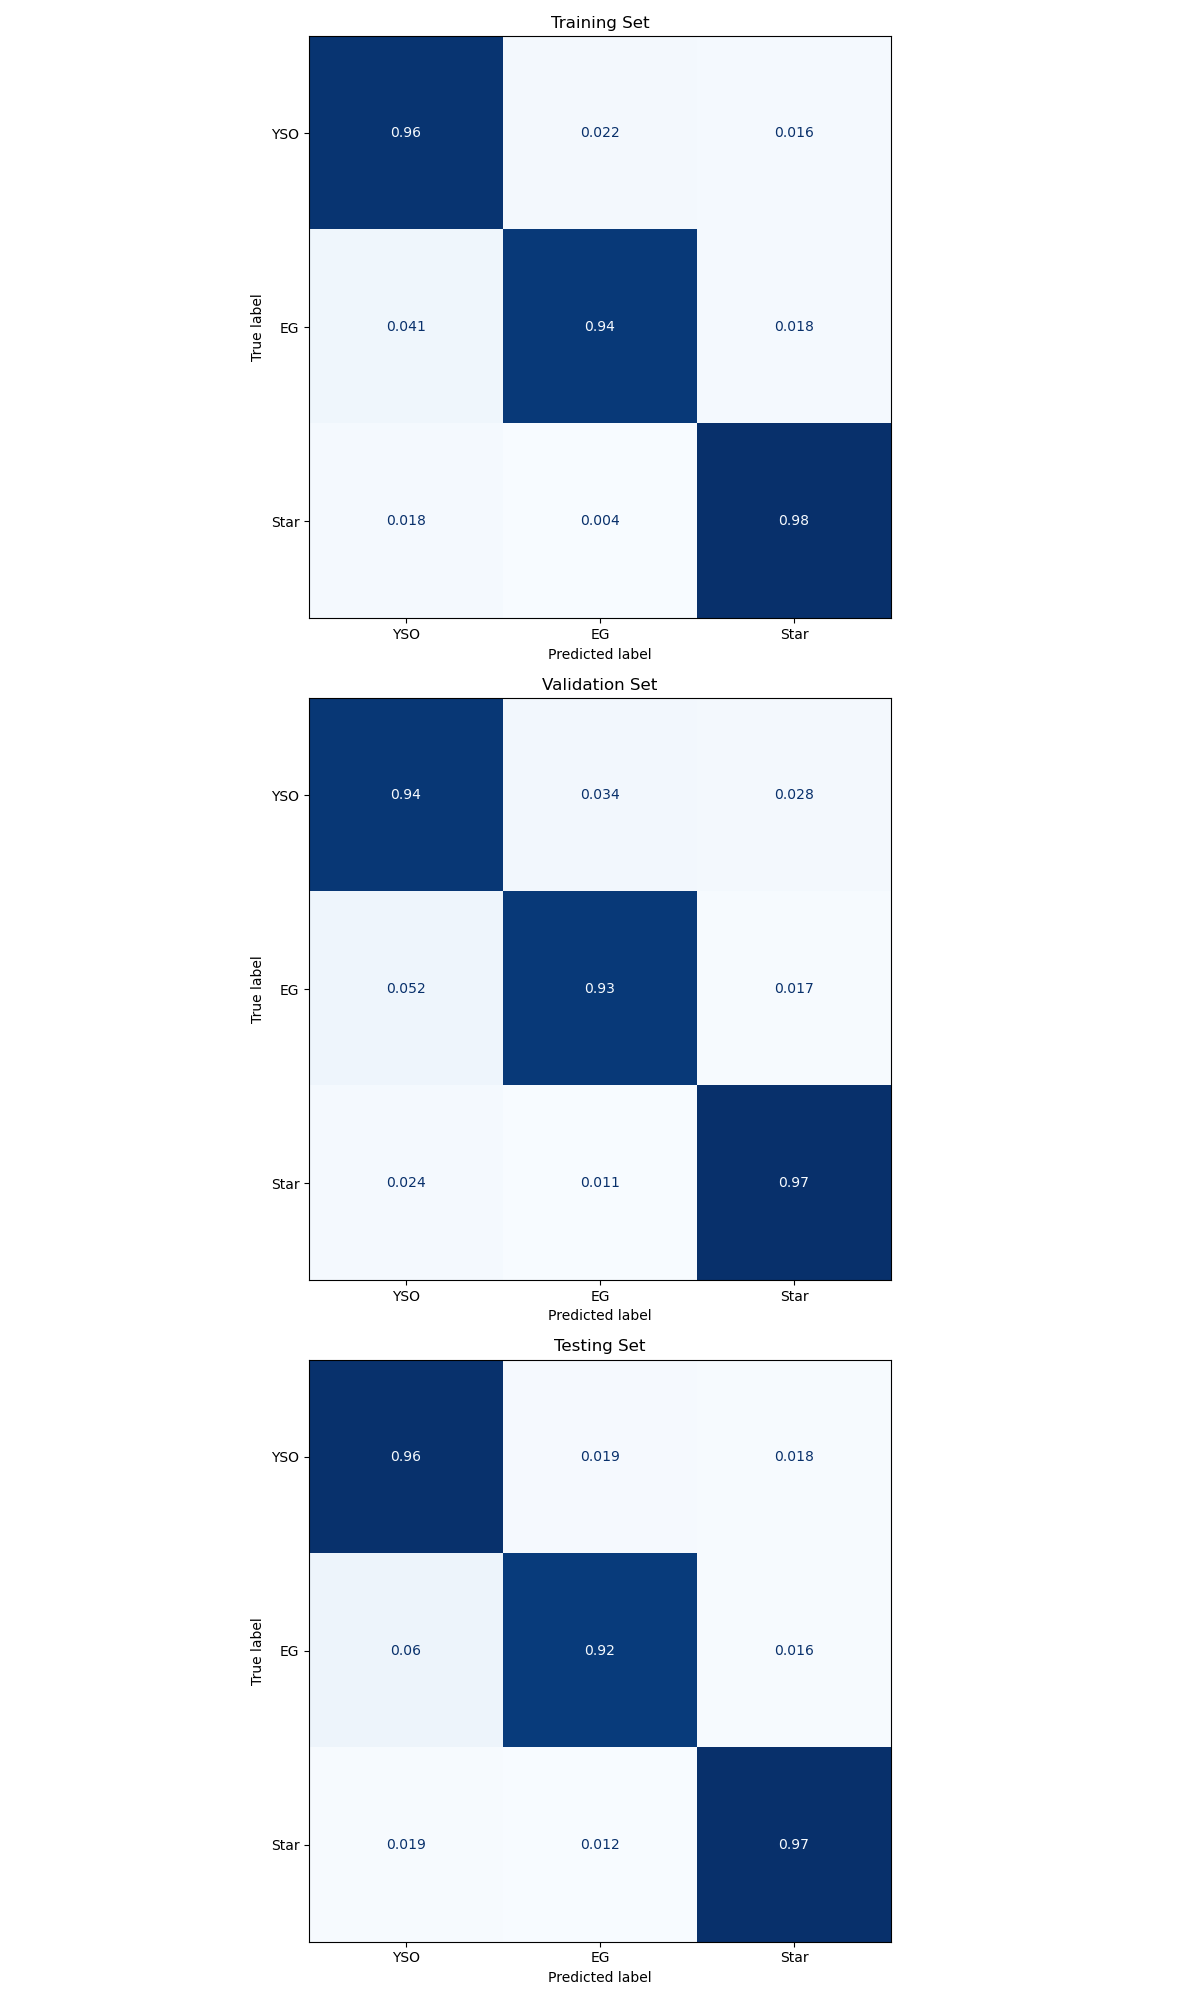 Training Set
YSO 0.96 0.022 0.016
True label
EG 0.041 0.94 0.018
Star 0.018 0.004 0.98
YSO EG Star
Predicted label
Validation Set
YSO 0.94 0.034 0.028
True label
EG 0.052 0.93 0.017
Star 0.024 0.011 0.97
YSO EG Star
Predicted label
Testing Set
YSO 0.96 0.019 0.018
True label
EG 0.06 0.92 0.016
Star 0.019 0.012 0.97
YSO EG Star
Predicted label